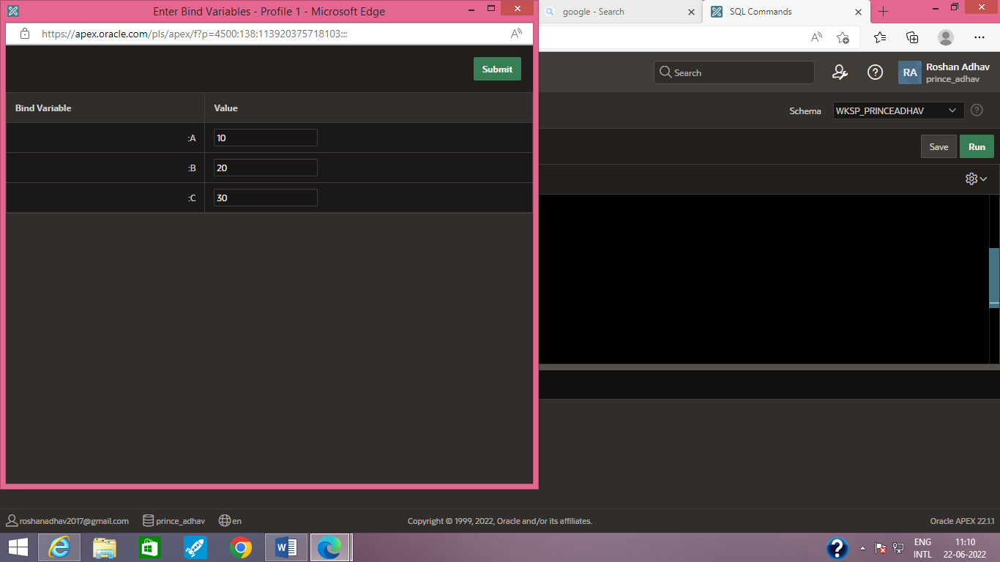 Enter Bind Variables - Profile 1 - Microsoft Edge
https://apex.oracle.com/pls/apex/f?p=4500:138:113920375718103:::
Submit
Bind Variable Value
:A 10
:B 20
:C 30
google - Search
SQL Commands
Search
RA
Roshan Adhav
prince_adhav
Schema WKSP_PRINCEADHAV
Save Run
roshanadhav2017@gmail.com prince_adhav en
Copyright © 1999, 2022, Oracle and/or its affiliates.
Oracle APEX 22.1.1
ENG 11:10
INTL 22-06-2022